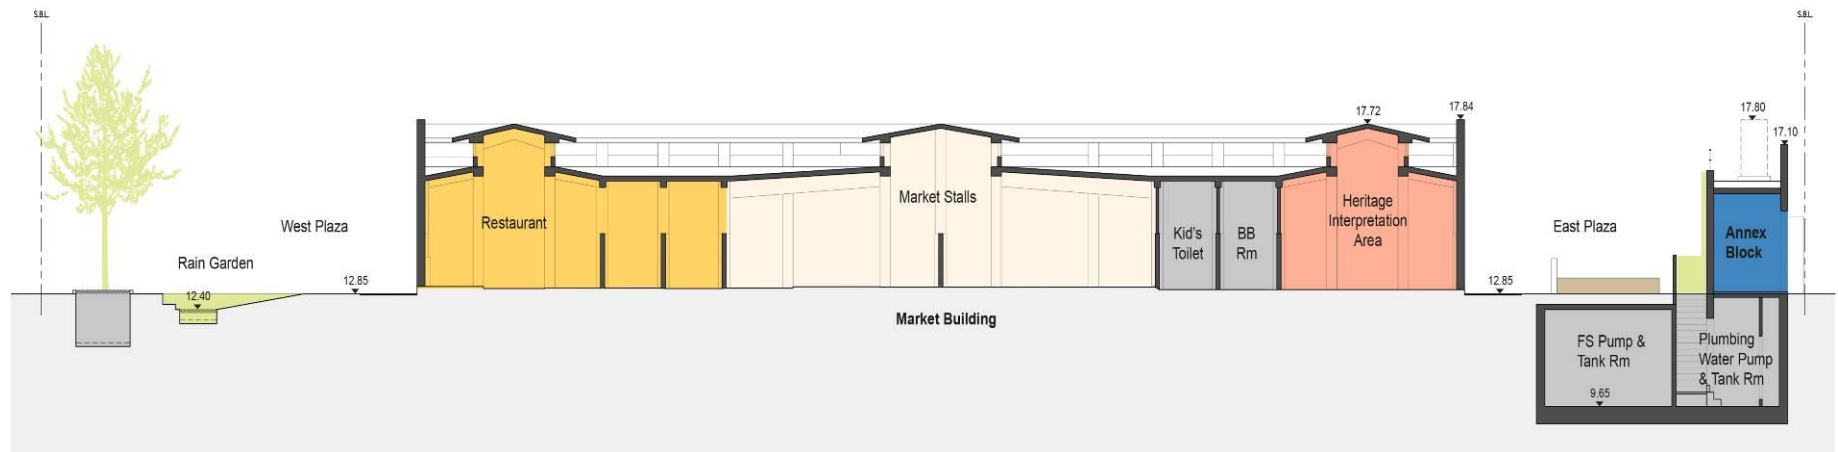 S.B.L.
S.B.L.
17.72
17.84
17.80
17.10
West Plaza
Rain Garden
12.40
12.85
Restaurant
Market Stalls
Kid's
Toilet
BB
Rm
Heritage
Interpretation
Area
East Plaza
12.85
Annex
Block
Market Building
FS Pump &
Tank Rm
9.65
Plumbing
Water Pump
& Tank Rm